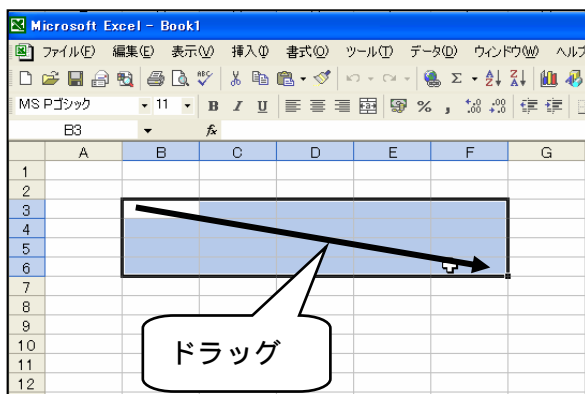 Microsoft Excel - Book1
ファイル(F) 編集(E) 表示(V) 挿入(I) 書式(O) ツール(T) データ(D) ウィンドウ(W) ヘルプ
MS Pゴシック 11 B I U % ,
B3 fx
A B C D E F G
1
2
3
4
5
6
7
8
9
10
11
12
ドラッグ